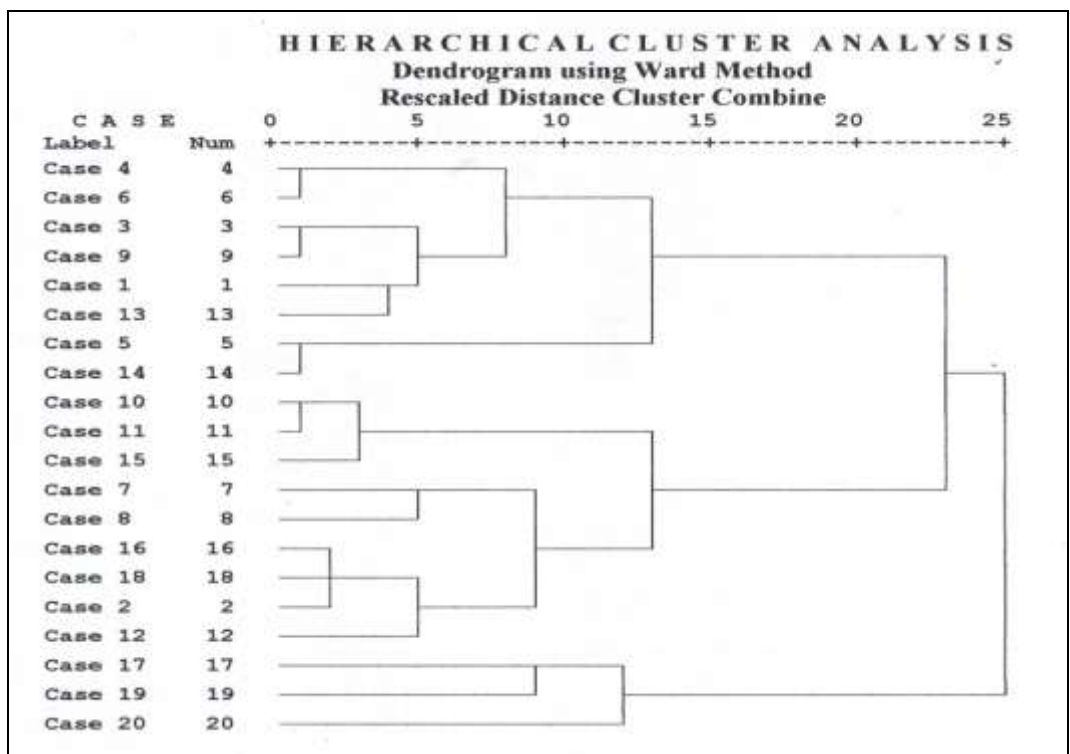 HIERARCHICAL CLUSTER ANALYSIS
Dendrogram using Ward Method
Rescaled Distance Cluster Combine
C A S E 0 5 10 15 20 25
Label Num
Case 4 4
Case 6 6
Case 3 3
Case 9 9
Case 1 1
Case 13 13
Case 5 5
Case 14 14
Case 10 10
Case 11 11
Case 15 15
Case 7 7
Case 8 8
Case 16 16
Case 18 18
Case 2 2
Case 12 12
Case 17 17
Case 19 19
Case 20 20